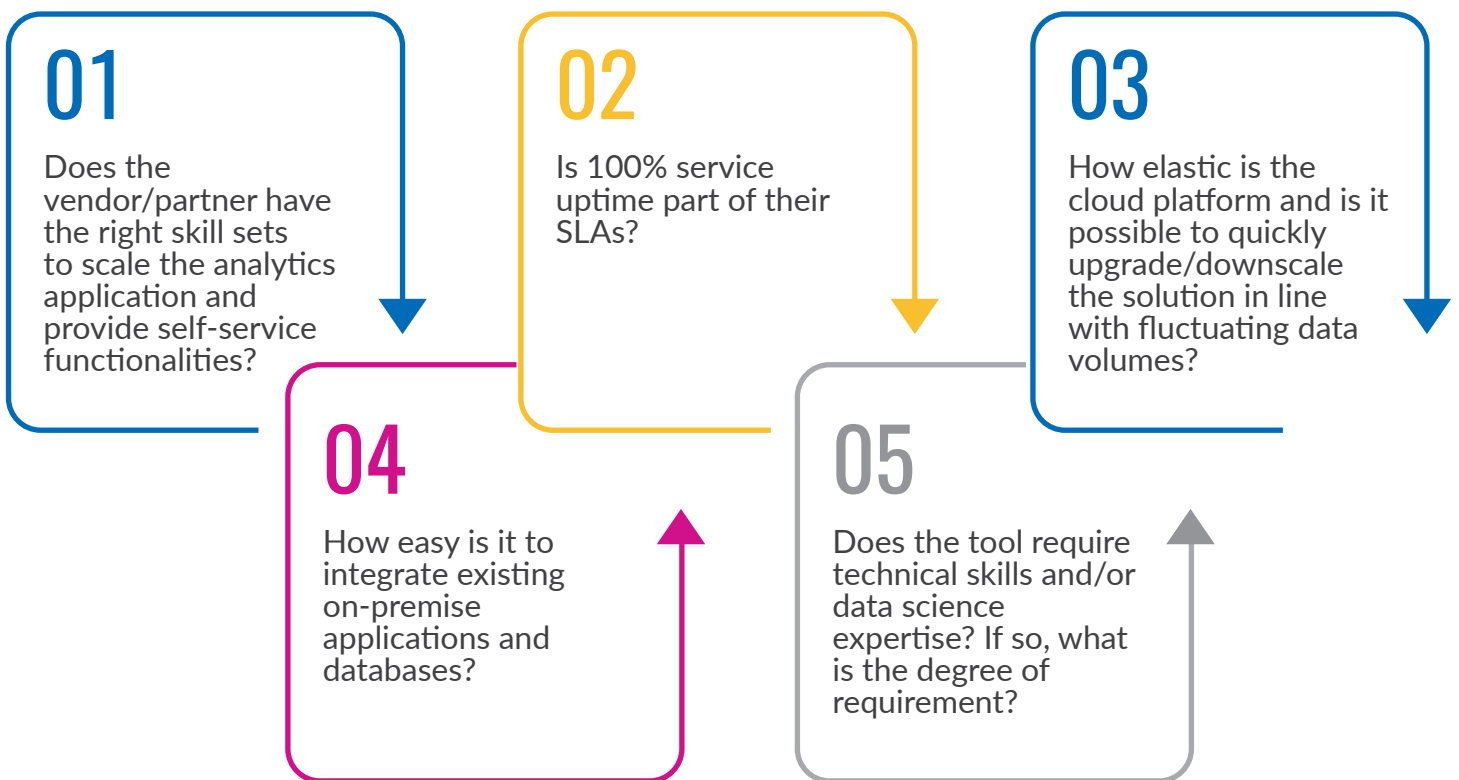 01
Does the
vendor/partner have
the right skill sets
to scale the analytics
application and
provide self-service
functionalities?
02
Is 100% service
uptime part of their
SLAs?
03
How elastic is the
cloud platform and is it
possible to quickly
upgrade/downscale
the solution in line
with fluctuating data
volumes?
04
How easy is it to
integrate existing
on-premise
applications and
databases?
05
Does the tool require
technical skills and/or
data science
expertise? If so, what
is the degree of
requirement?